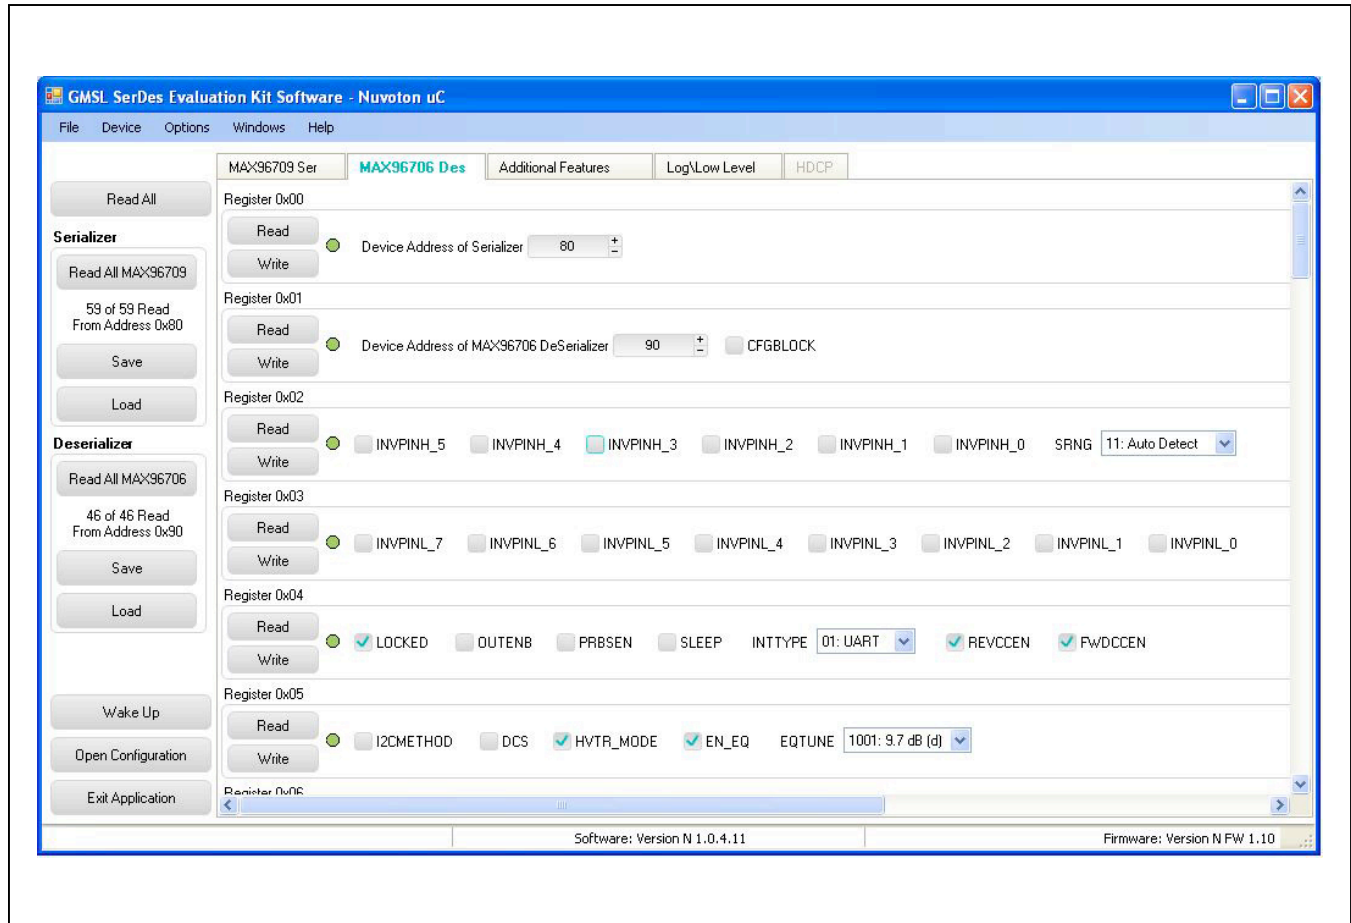 GMSL SerDes Evaluation Kit Software - Nuvoton uC
File Device Options Windows Help
MAX96709 Ser MAX96706 Des Additional Features Log\Low Level HDCP
Read All
Serializer
Read All MAX96709
59 of 59 Read
From Address 0x80
Save
Load
Deserializer
Read All MAX96706
46 of 46 Read
From Address 0x90
Save
Load
Wake Up
Open Configuration
Exit Application
Register 0x00
Read
Write
Device Address of Serializer 80
Register 0x01
Read
Write
Device Address of MAX96706 DeSerializer 90 CFGBLOCK
Register 0x02
Read
Write
INVPINH_5 INVPINH_4 INVPINH_3 INVPINH_2 INVPINH_1 INVPINH_0 SRNG 11: Auto Detect
Register 0x03
Read
Write
INVPINL_7 INVPINL_6 INVPINL_5 INVPINL_4 INVPINL_3 INVPINL_2 INVPINL_1 INVPINL_0
Register 0x04
Read
Write
LOCKED OUTENB PRBSEN SLEEP INTTYPE 01: UART REVCCEN FWDCCEN
Register 0x05
Read
Write
I2CMETHOD DCS HVTR_MODE EN_EQ EQTUNE 1001: 9.7 dB (d)
Register 0x06
Software: Version N 1.0.4.11
Firmware: Version N FW 1.10